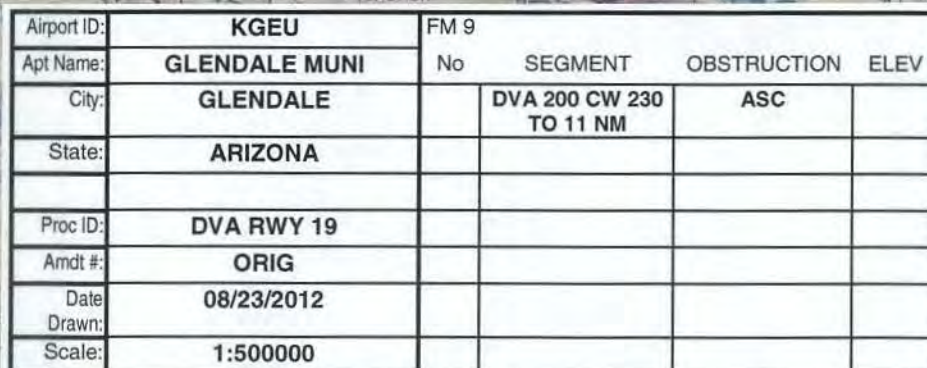 Airport ID: KGEU FM 9
Apt Name: GLENDALE MUNI No SEGMENT OBSTRUCTION ELEV
City: GLENDALE DVA 200 CW 230 TO 11 NM ASC
State: ARIZONA
Proc ID: DVA RWY 19
Amdt #: ORIG
Date Drawn: 08/23/2012
Scale: 1:500000